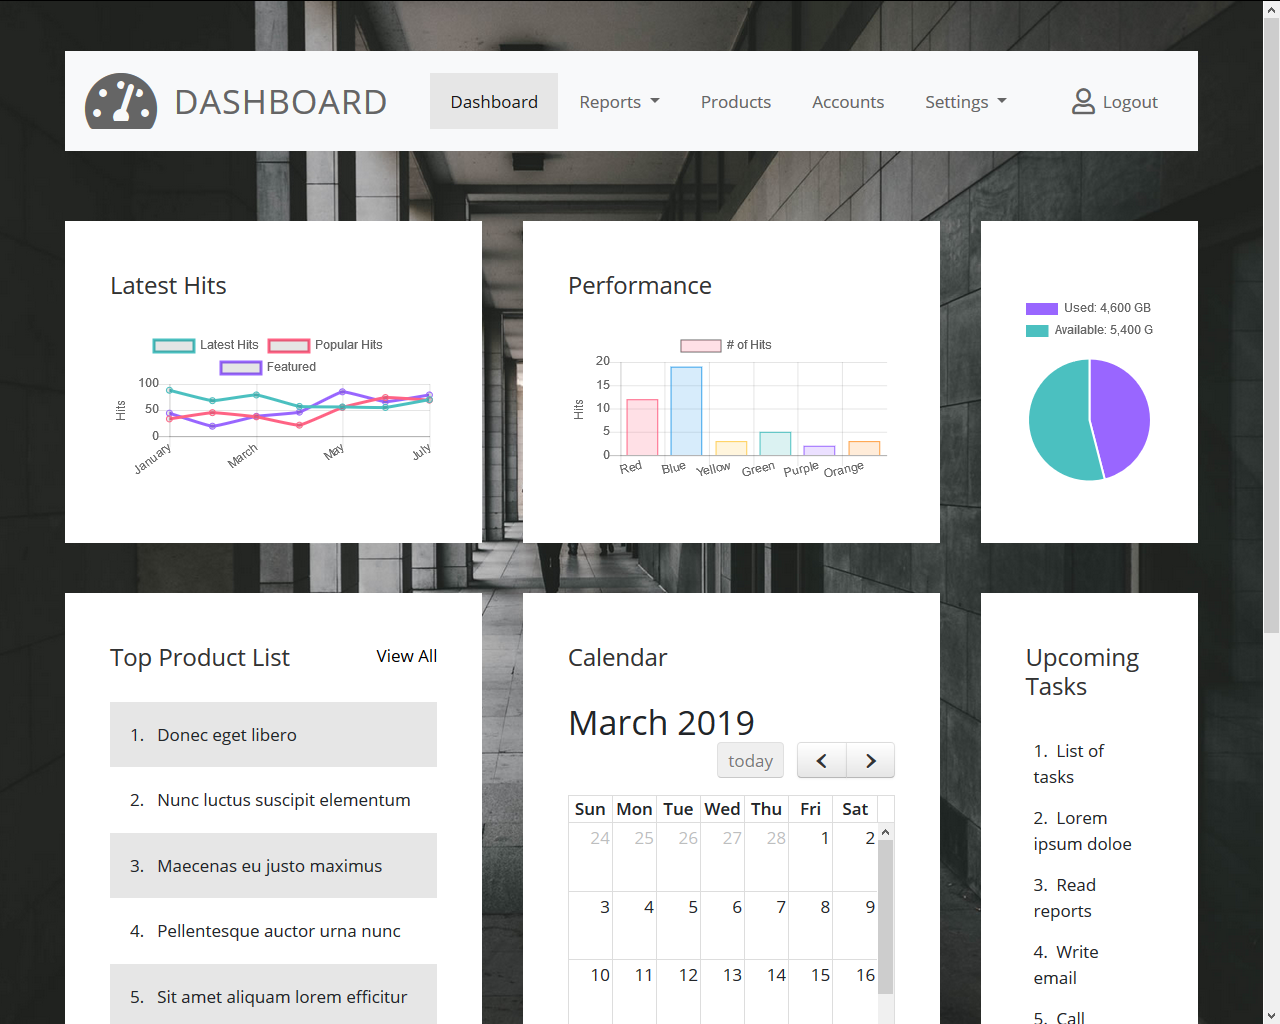 DASHBOARD
Dashboard
Reports
Products
Accounts
Settings
Logout
Latest Hits
Latest Hits
Popular Hits
Featured
100
50
0
Hits
January
March
May
July
Performance
# of Hits
20
15
10
5
0
Hits
Red
Blue
Yellow
Green
Purple
Orange
Used: 4,600 GB
Available: 5,400 G
Top Product List
View All
1. Donec eget libero
2. Nunc luctus suscipit elementum
3. Maecenas eu justo maximus
4. Pellentesque auctor urna nunc
5. Sit amet aliquam lorem efficitur
Calendar
March 2019
today
Sun Mon Tue Wed Thu Fri Sat
24 25 26 27 28 1 2
3 4 5 6 7 8 9
10 11 12 13 14 15 16
Upcoming
Tasks
1. List of
tasks
2. Lorem
ipsum doloe
3. Read
reports
4. Write
email
5. Call